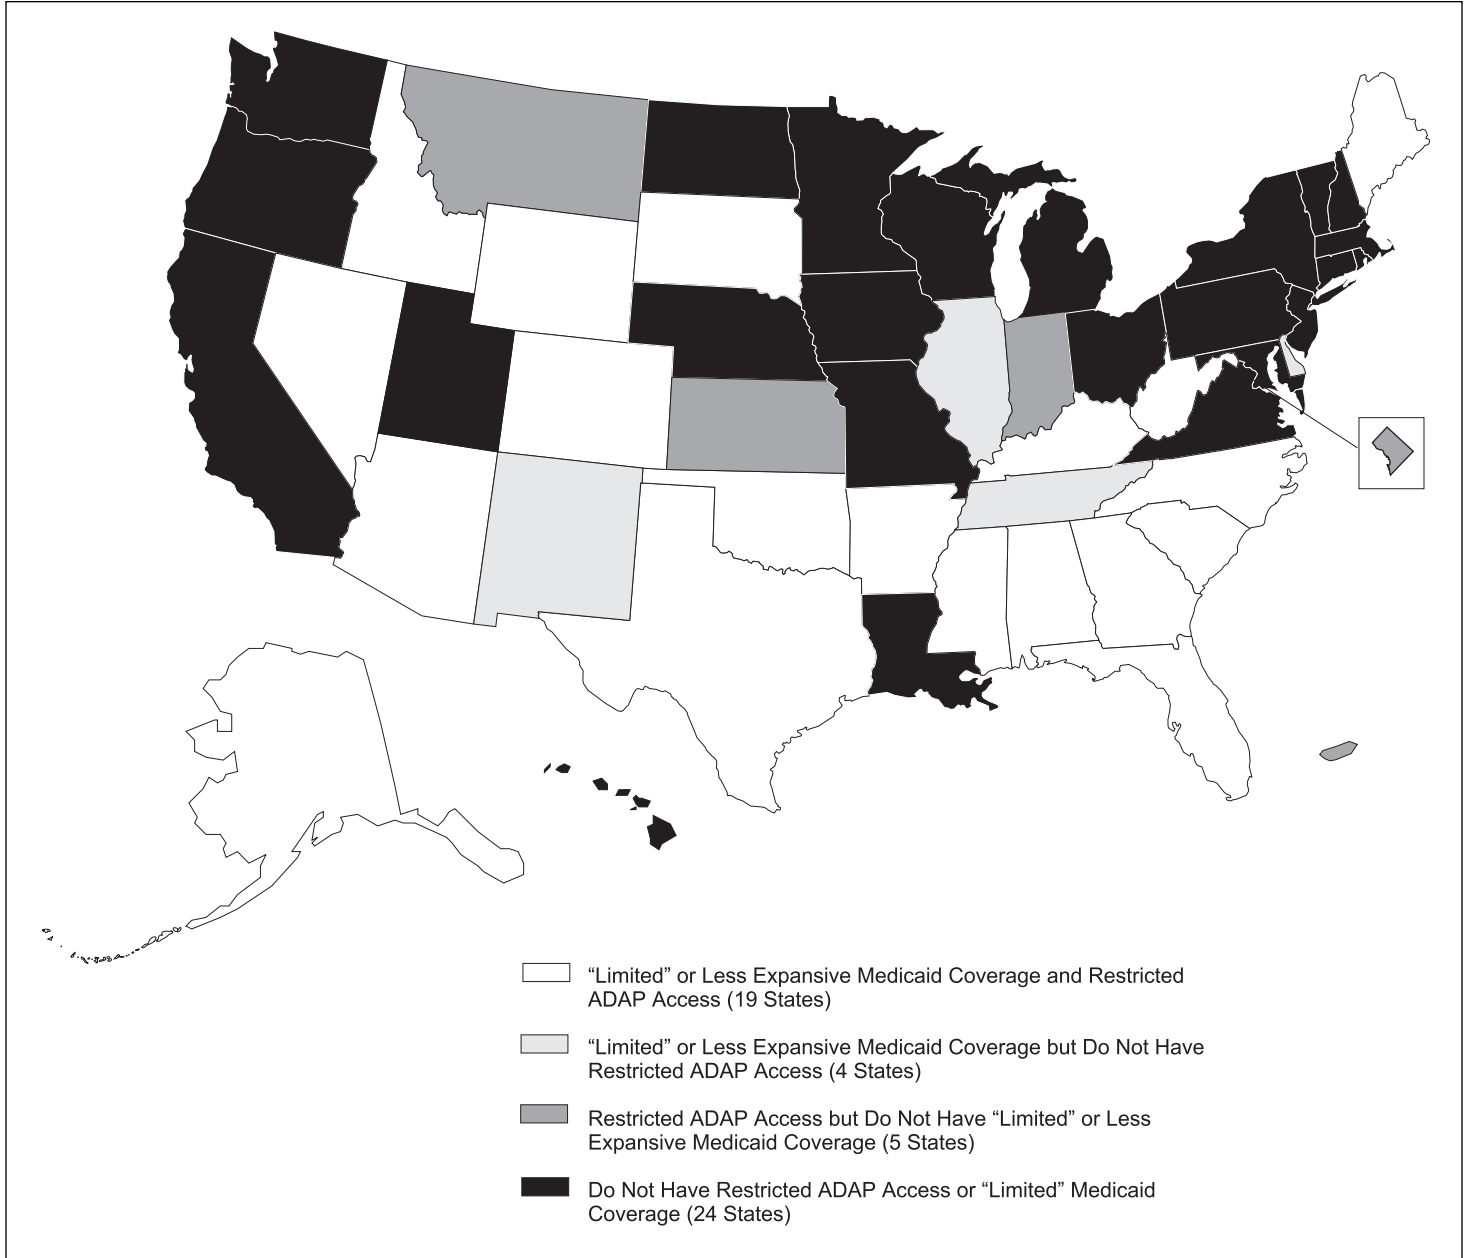 “Limited” or Less Expansive Medicaid Coverage and Restricted
ADAP Access (19 States)
“Limited” or Less Expansive Medicaid Coverage but Do Not Have
Restricted ADAP Access (4 States)
Restricted ADAP Access but Do Not Have “Limited” or Less
Expansive Medicaid Coverage (5 States)
Do Not Have Restricted ADAP Access or “Limited” Medicaid
Coverage (24 States)